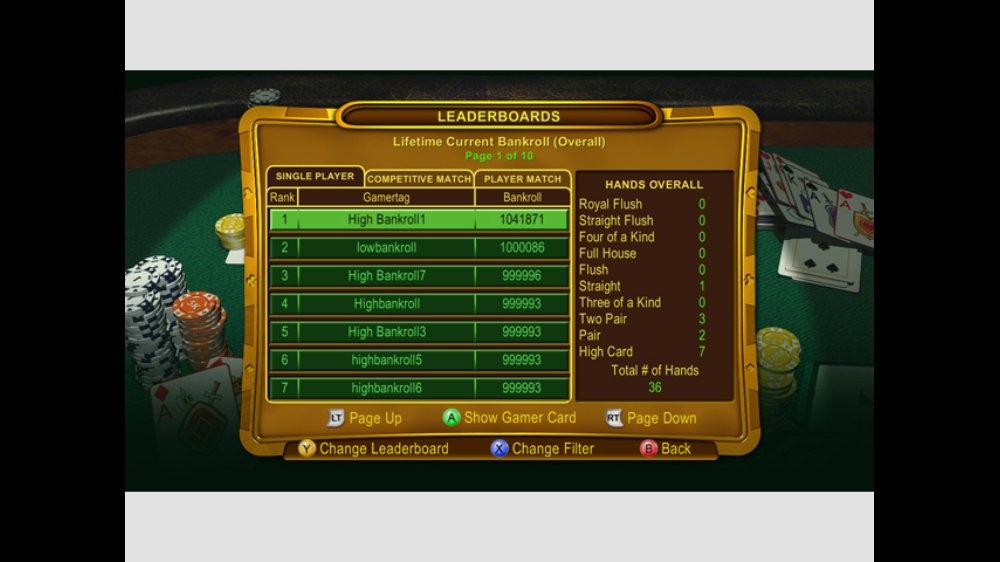 LEADERBOARDS
Lifetime Current Bankroll (Overall)
Page 1 of 10
SINGLE PLAYER COMPETITIVE MATCH PLAYER MATCH
Rank Gamertag Bankroll
1 High Bankroll1 1041871
2 lowbankroll 1000086
3 High Bankroll7 999996
4 Highbankroll 999993
5 High Bankroll3 999993
6 highbankroll5 999993
7 highbankroll6 999993
HANDS OVERALL
Royal Flush 0
Straight Flush 0
Four of a Kind 0
Full House 0
Flush 0
Straight 1
Three of a Kind 0
Two Pair 3
Pair 2
High Card 7
Total # of Hands
36
LT Page Up A Show Gamer Card RT Page Down
Y Change Leaderboard X Change Filter B Back
A